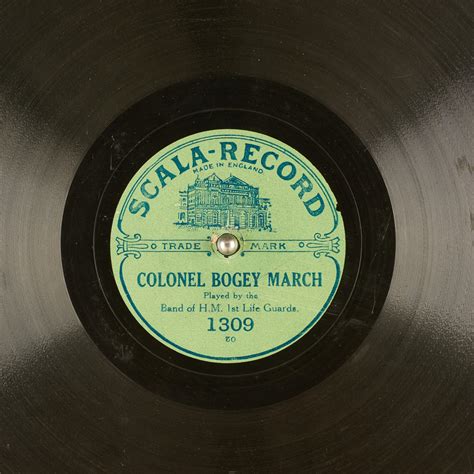 SCALA-RECORD
MADE IN ENGLAND
TRADE MARK
COLONEL BOGEY MARCH
Played by the
Band of H.M. 1st Life Guards.
1309